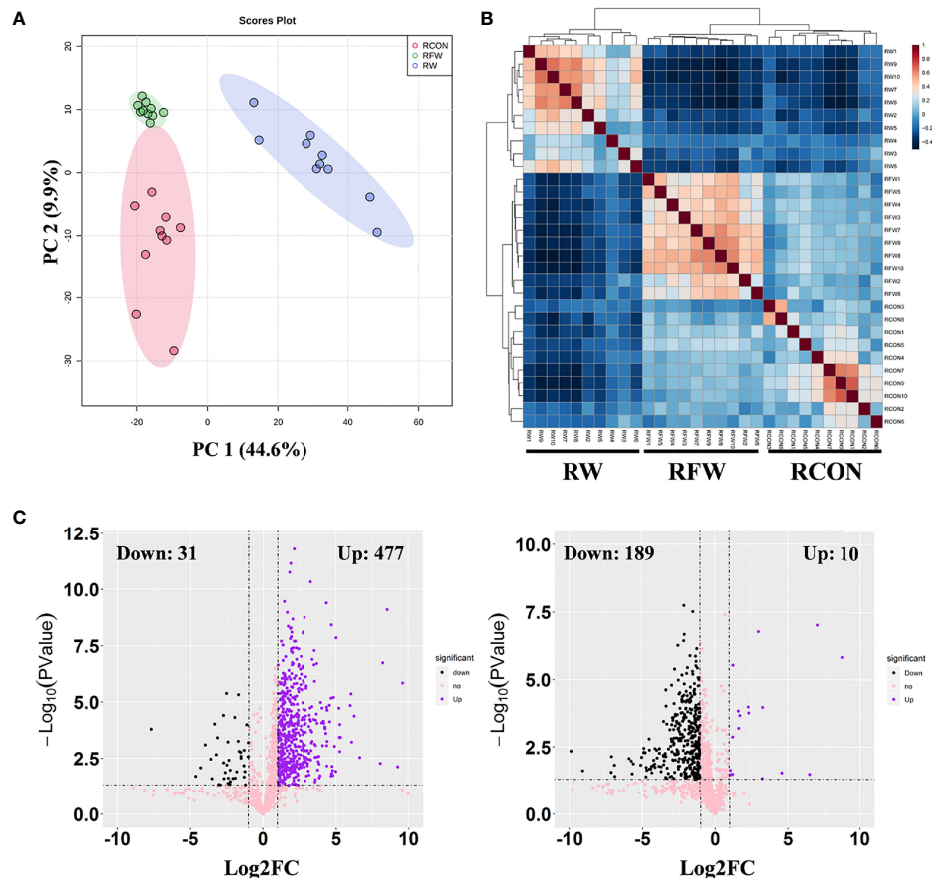 A
Scores Plot
RCON
RFW
RW
20
10
0
-10
-20
-30
PC 2 (9.9%)
-20
0
20
40
60
PC 1 (44.6%)
B
1
0.8
0.6
0.4
0.2
0
-0.2
-0.4
RW1
RW9
RW10
RW7
RW8
RW2
RW5
RW4
RW3
RW6
RFW1
RFW5
RFW4
RFW3
RFW7
RFW9
RFW8
RFW10
RFW2
RFW6
RCON3
RCON8
RCON1
RCON5
RCON4
RCON7
RCON9
RCON10
RCON2
RCON6
RW
RFW
RCON
C
Down: 31
Up: 477
12.5
10.0
7.5
5.0
2.5
0.0
−Log10(PValue)
-10
-5
0
5
10
Log2FC
significant
down
no
Up
Down: 189
Up: 10
10.0
7.5
5.0
2.5
0.0
−Log10(PValue)
-10
-5
0
5
10
Log2FC
significant
Down
no
Up